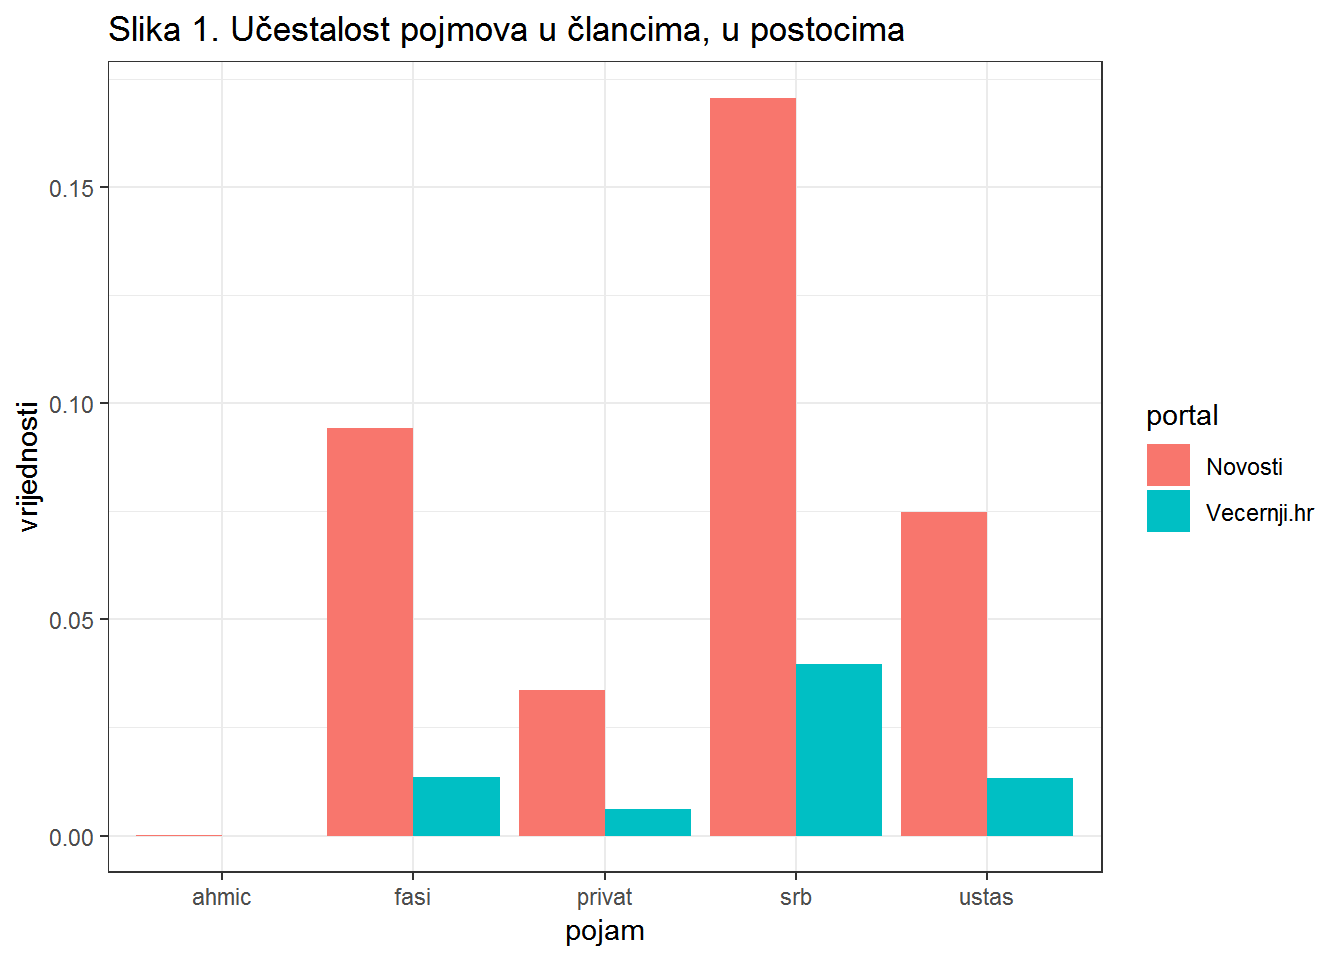 Slika 1. Učestalost pojmova u člancima, u postocima
vrijednosti
0.15
0.10
0.05
0.00
ahmic
fasi
privat
srb
ustas
pojam
portal
Novosti
Vecernji.hr